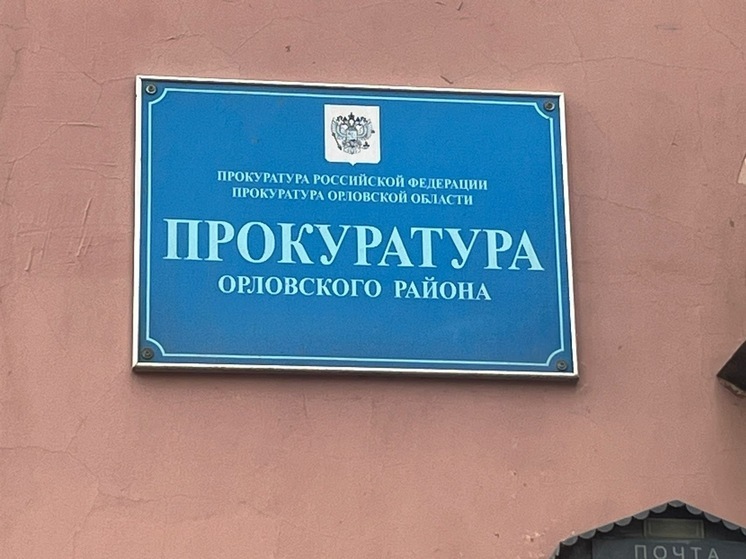 ПРОКУРАТУРА РОССИЙСКОЙ ФЕДЕРАЦИИ
ПРОКУРАТУРА ОРЛОВСКОЙ ОБЛАСТИ
ПРОКУРАТУРА
ОРЛОВСКОГО РАЙОНА
ПОЧТА